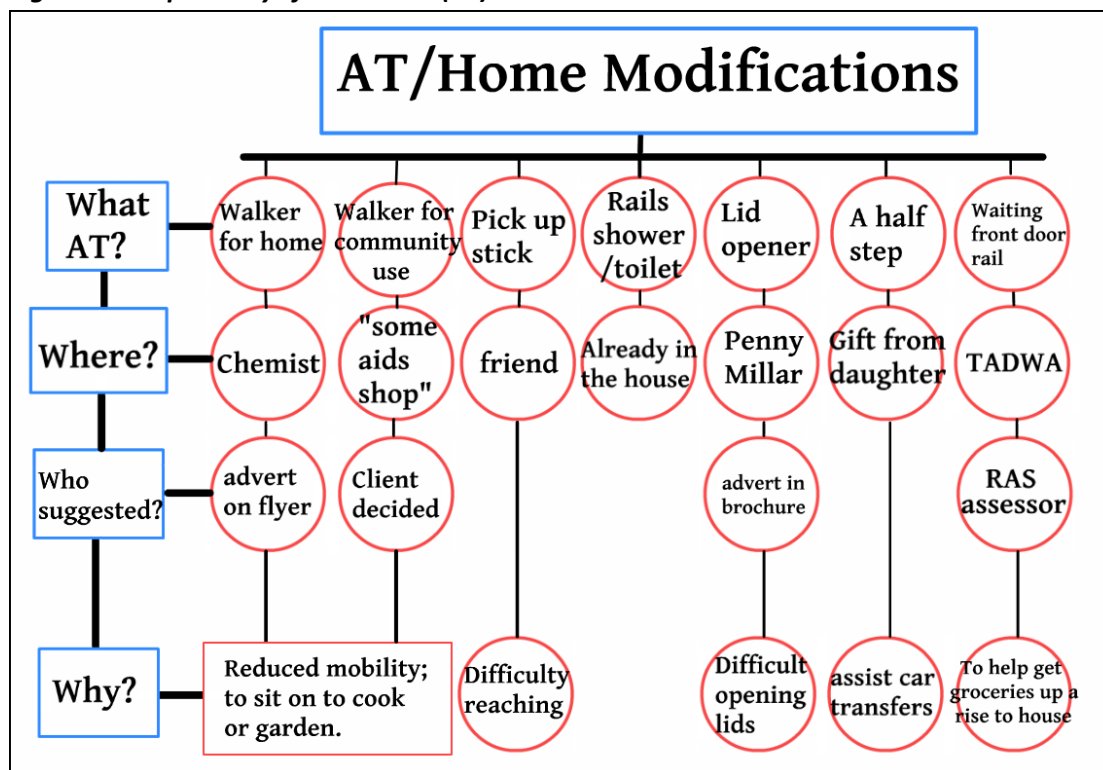 AT/Home Modifications
What
AT?
Walker
for home
Walker for
community
use
Pick up
stick
Rails
shower
/toilet
Lid
opener
A half
step
Waiting
front door
rail
Where?
Chemist
"some
aids
shop"
friend
Already in
the house
Penny
Millar
Gift from
daughter
TADWA
Who
suggested?
advert
on flyer
Client
decided
advert in
brochure
RAS
assessor
Why?
Reduced mobility;
to sit on to cook
or garden.
Difficulty
reaching
Difficult
opening
lids
assist car
transfers
To help get
groceries up a
rise to house